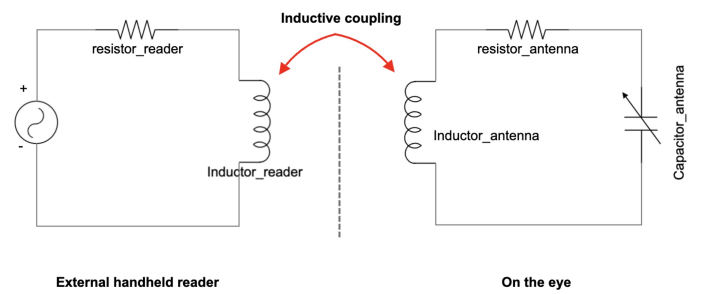 Inductive coupling
resistor_reader
resistor_antenna
+
-
Inductor_reader
Inductor_antenna
Capacitor_antenna
External handheld reader
On the eye